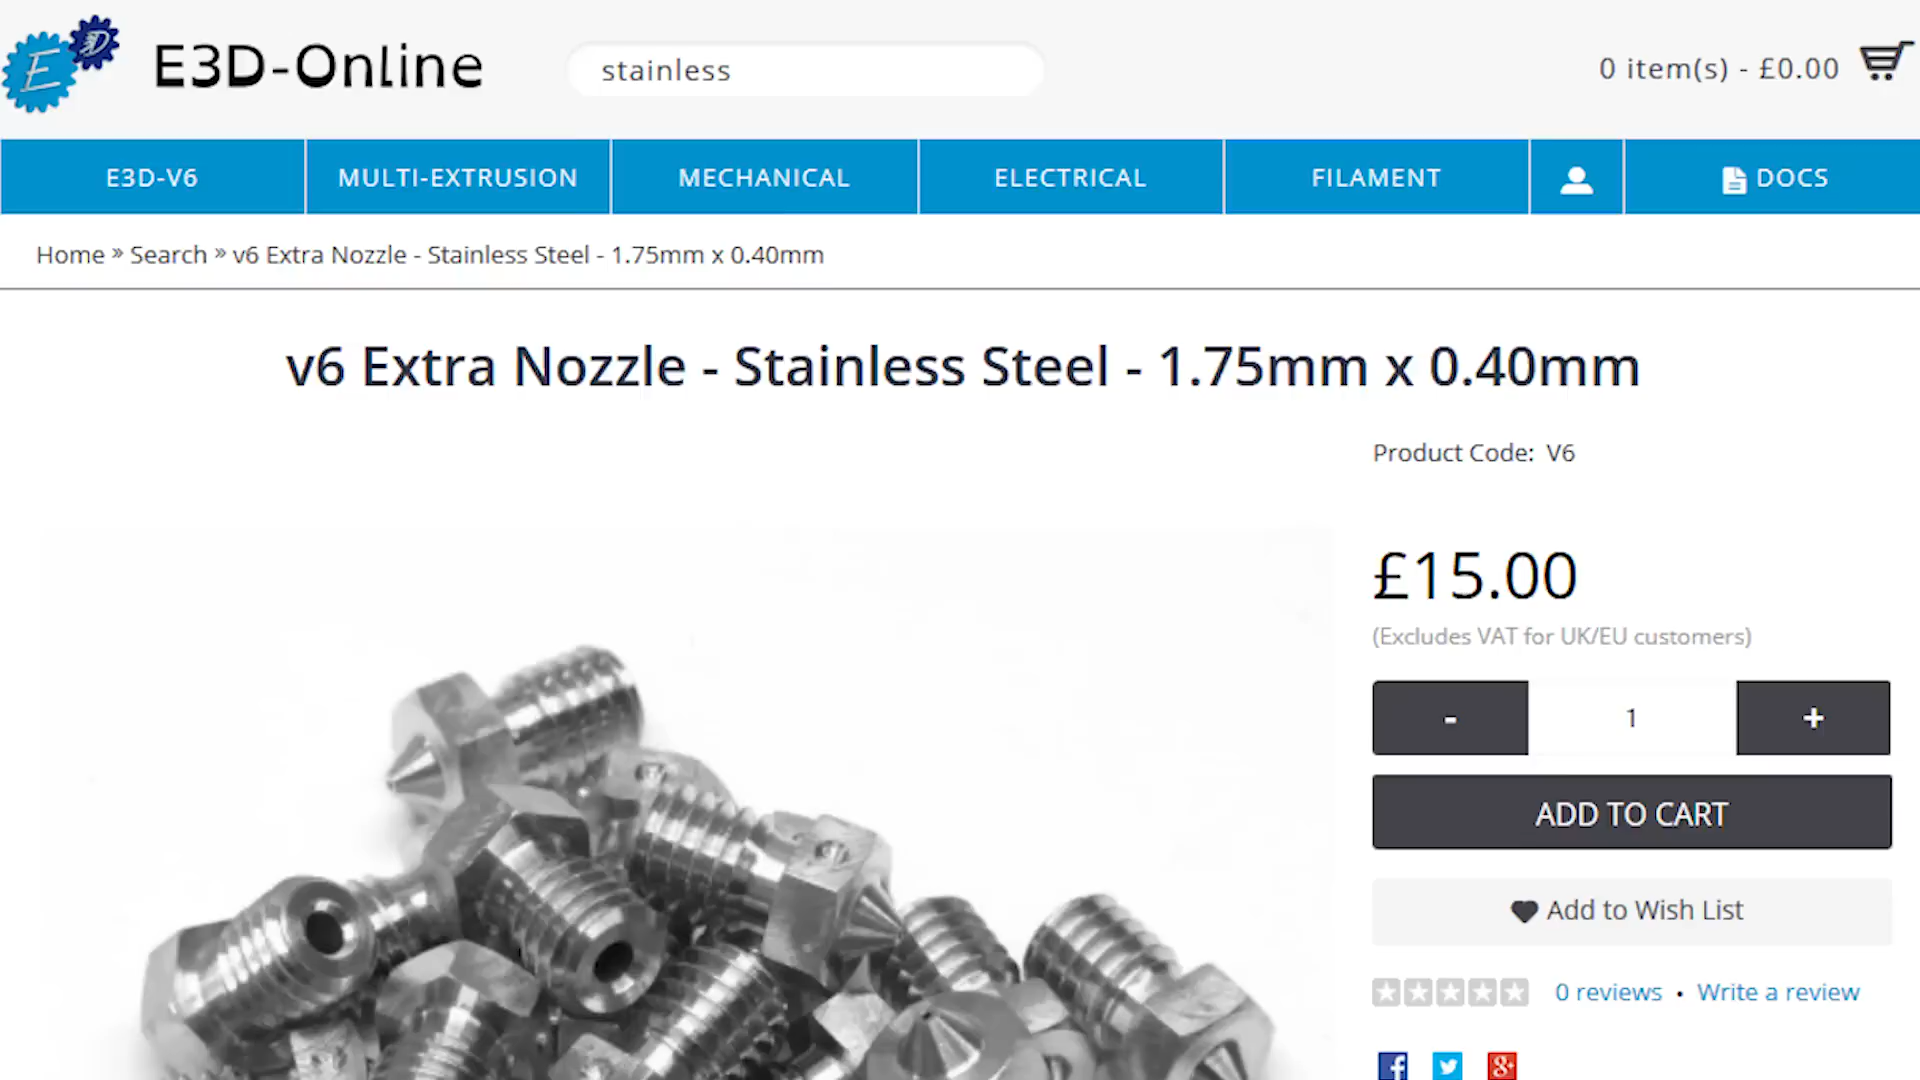 E3D
E3D-Online
stainless
0 item(s) - £0.00
E3D-V6
MULTI-EXTRUSION
MECHANICAL
ELECTRICAL
FILAMENT
DOCS
Home » Search » v6 Extra Nozzle - Stainless Steel - 1.75mm x 0.40mm
v6 Extra Nozzle - Stainless Steel - 1.75mm x 0.40mm
Product Code: V6
£15.00
(Excludes VAT for UK/EU customers)
- 1 +
ADD TO CART
Add to Wish List
0 reviews • Write a review